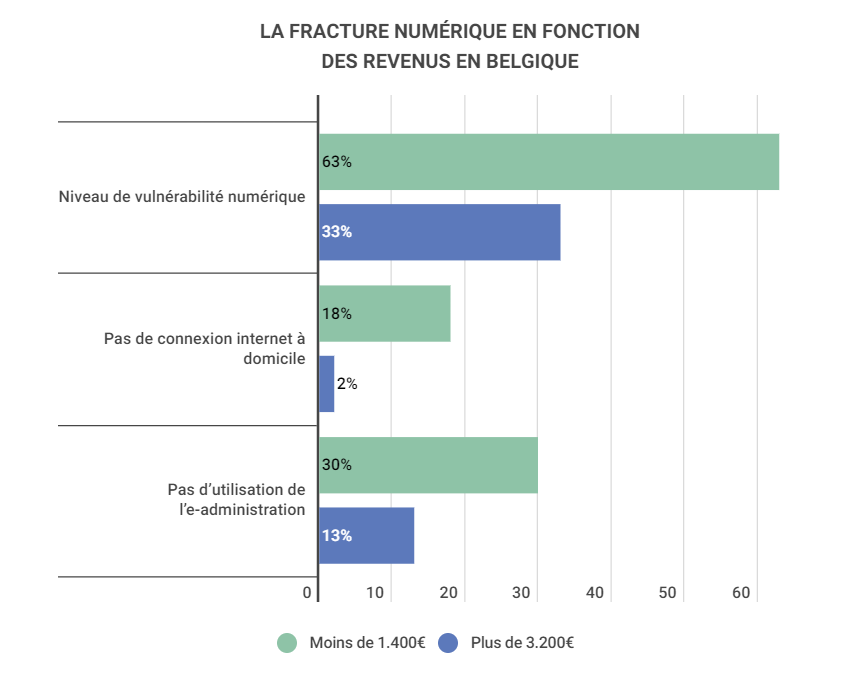 LA FRACTURE NUMÉRIQUE EN FONCTION
DES REVENUS EN BELGIQUE
Niveau de vulnérabilité numérique
63%
33%
Pas de connexion internet à
domicile
18%
2%
Pas d’utilisation de
l’e-administration
30%
13%
0 10 20 30 40 50 60
Moins de 1.400€ Plus de 3.200€